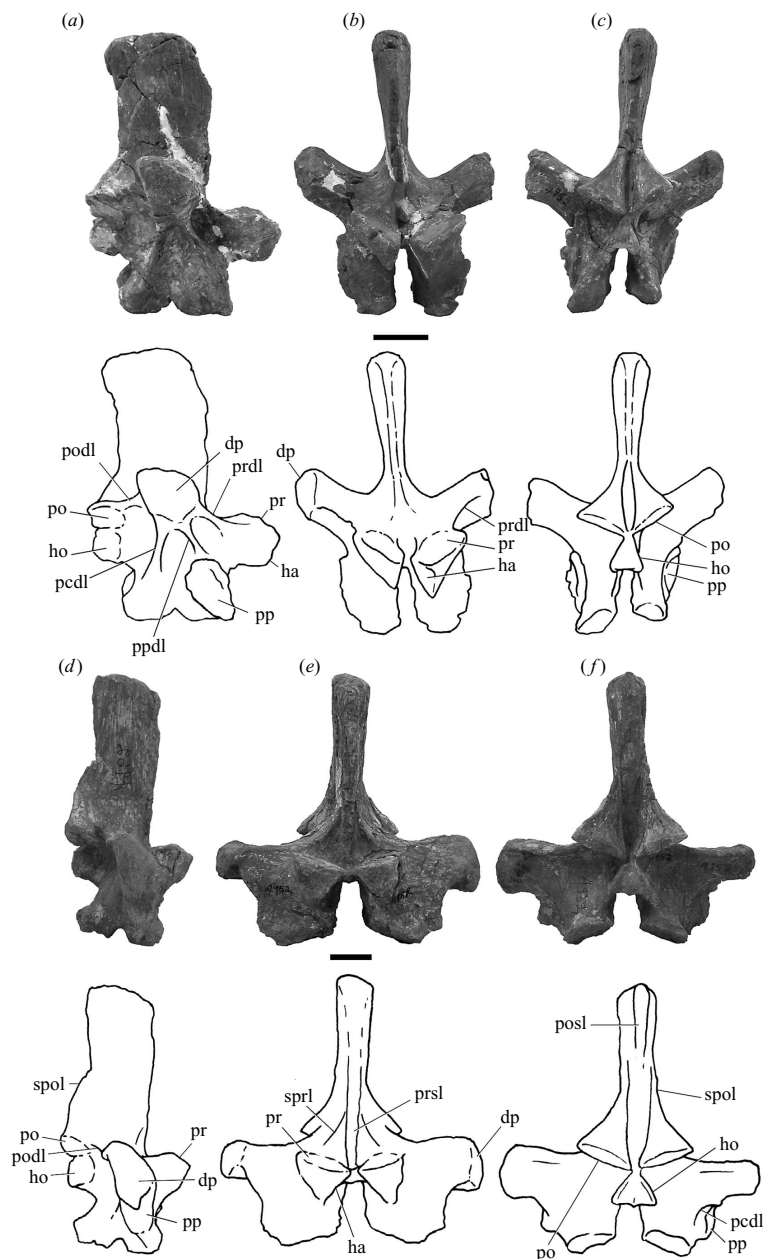 (a)
(b)
(c)
podl
po
ho
pcdl
ppdl
dp
prdl
pr
ha
pp
dp
prdl
pr
ha
po
ho
pp
(d)
(e)
(f)
spol
po
podl
ho
pr
dp
pp
sprl
pr
prsl
dp
ha
posl
spol
ho
po
pcdl
pp